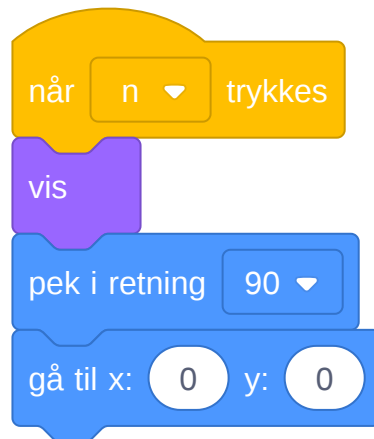 når n trykkes
vis
pek i retning 90
gå til x: 0 y: 0